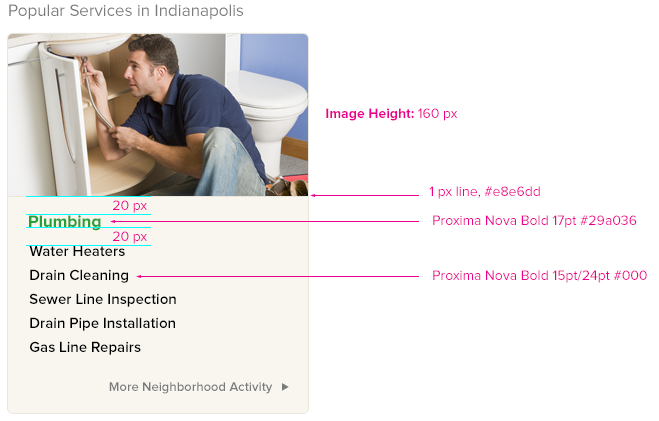 Popular Services in Indianapolis
Image Height: 160 px
1 px line, #e8e6dd
20 px
Plumbing
Proxima Nova Bold 17pt #29a036
20 px
Water Heaters
Drain Cleaning
Proxima Nova Bold 15pt/24pt #000
Sewer Line Inspection
Drain Pipe Installation
Gas Line Repairs
More Neighborhood Activity